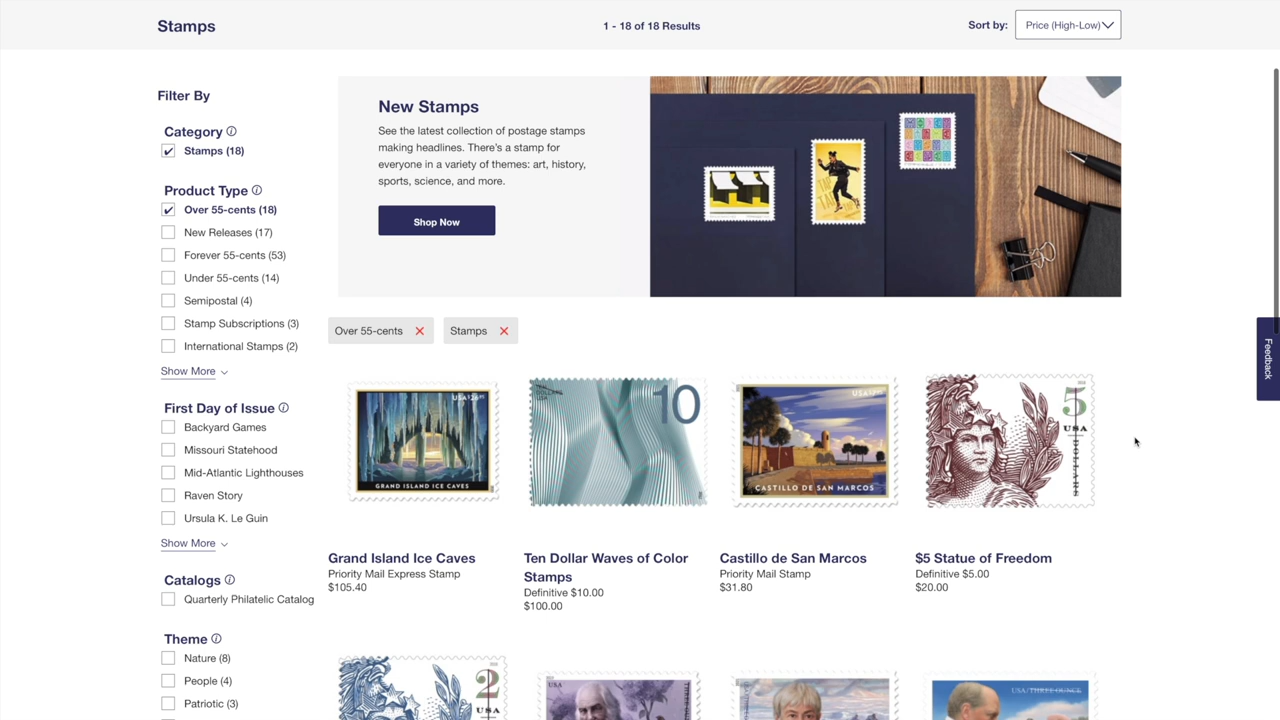 Stamps
1 - 18 of 18 Results
Sort by:
Price (High-Low)
Filter By
Category
Stamps (18)
Product Type
Over 55-cents (18)
New Releases (17)
Forever 55-cents (53)
Under 55-cents (14)
Semipostal (4)
Stamp Subscriptions (3)
International Stamps (2)
Show More
First Day of Issue
Backyard Games
Missouri Statehood
Mid-Atlantic Lighthouses
Raven Story
Ursula K. Le Guin
Show More
Catalogs
Quarterly Philatelic Catalog
Theme
Nature (8)
People (4)
Patriotic (3)
New Stamps
See the latest collection of postage stamps
making headlines. There's a stamp for
everyone in a variety of themes: art, history,
sports, science, and more.
Shop Now
Over 55-cents
Stamps
GRAND ISLAND ICE CAVES
10
CASTILLO DE SAN MARCOS
5
USA
DOLLARS
Grand Island Ice Caves
Priority Mail Express Stamp
$105.40
Ten Dollar Waves of Color
Stamps
Definitive $10.00
$100.00
Castillo de San Marcos
Priority Mail Stamp
$31.80
$5 Statue of Freedom
Definitive $5.00
$20.00
2
USA
USA
USA/THREE OUNCE
Feedback